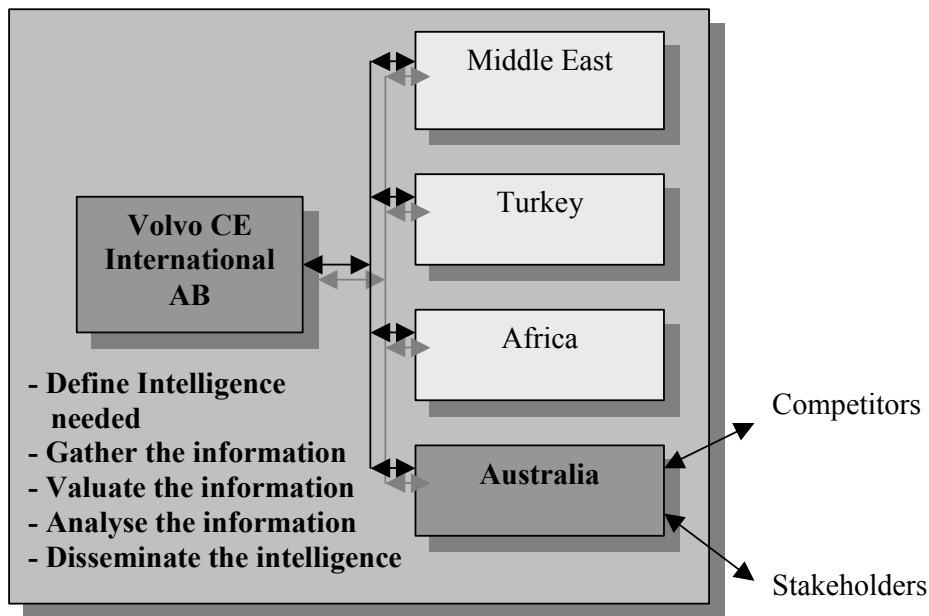 Middle East
Turkey
Volvo CE
International
AB
Africa
- Define Intelligence
needed
- Gather the information
- Valuate the information
- Analyse the information
- Disseminate the intelligence
Australia
Competitors
Stakeholders